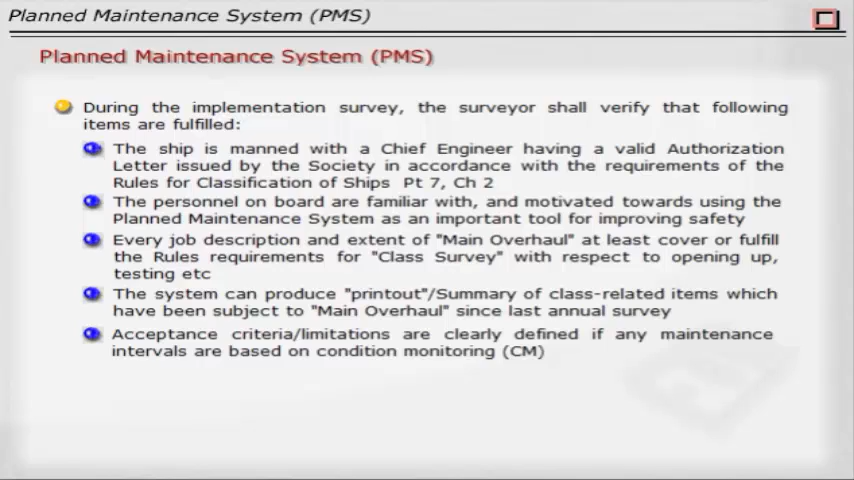 Planned Maintenance System (PMS)
Planned Maintenance System (PMS)
During the implementation survey, the surveyor shall verify that following
items are fulfilled:
The ship is manned with a Chief Engineer having a valid Authorization
Letter issued by the Society in accordance with the requirements of the
Rules for Classification of Ships Pt 7, Ch 2
The personnel on board are familiar with, and motivated towards using the
Planned Maintenance System as an important tool for improving safety
Every job description and extent of "Main Overhaul" at least cover or fulfill
the Rules requirements for "Class Survey" with respect to opening up,
testing etc
The system can produce "printout"/Summary of class-related items which
have been subject to "Main Overhaul" since last annual survey
Acceptance criteria/limitations are clearly defined if any maintenance
intervals are based on condition monitoring (CM)